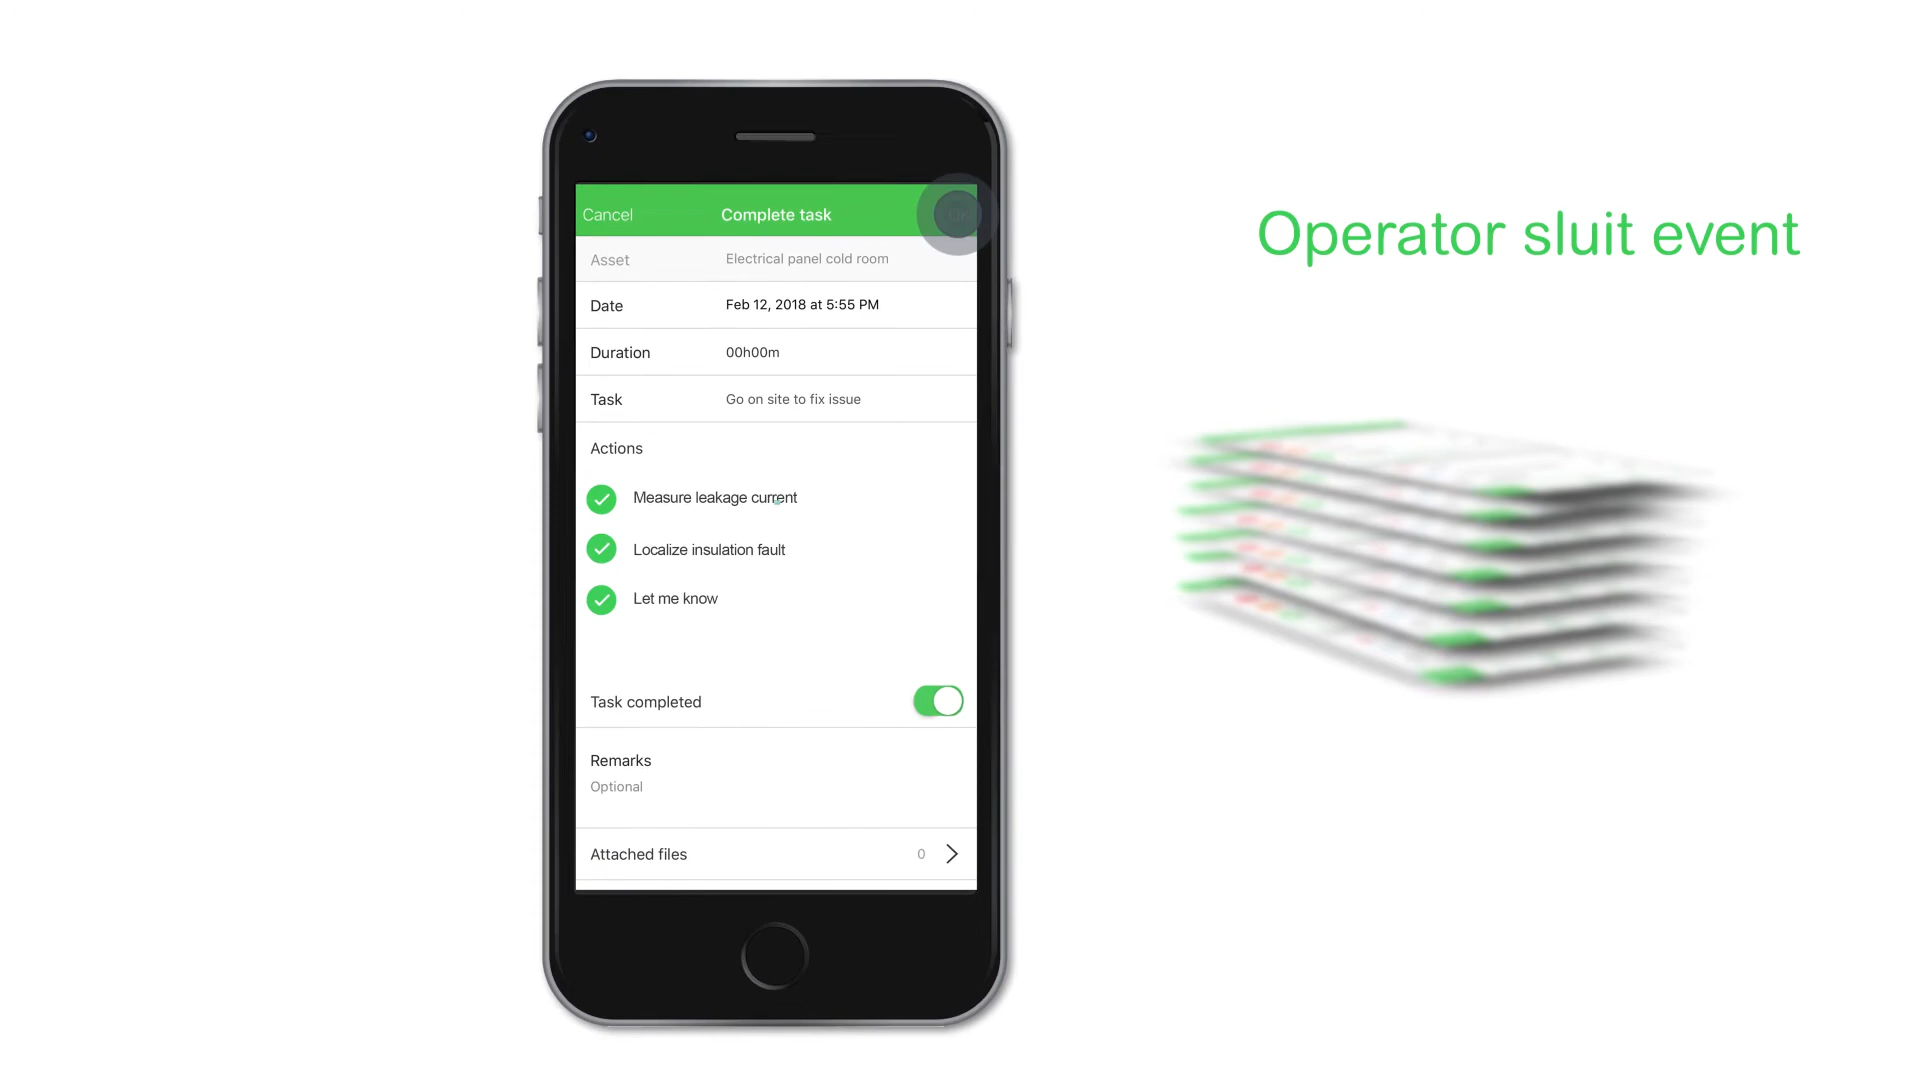 Cancel Complete task
Asset Electrical panel cold room
Date Feb 12, 2018 at 5:55 PM
Duration 00h00m
Task Go on site to fix issue
Actions
Measure leakage current
Localize insulation fault
Let me know
Task completed
Remarks
Optional
Attached files 0
Operator sluit event